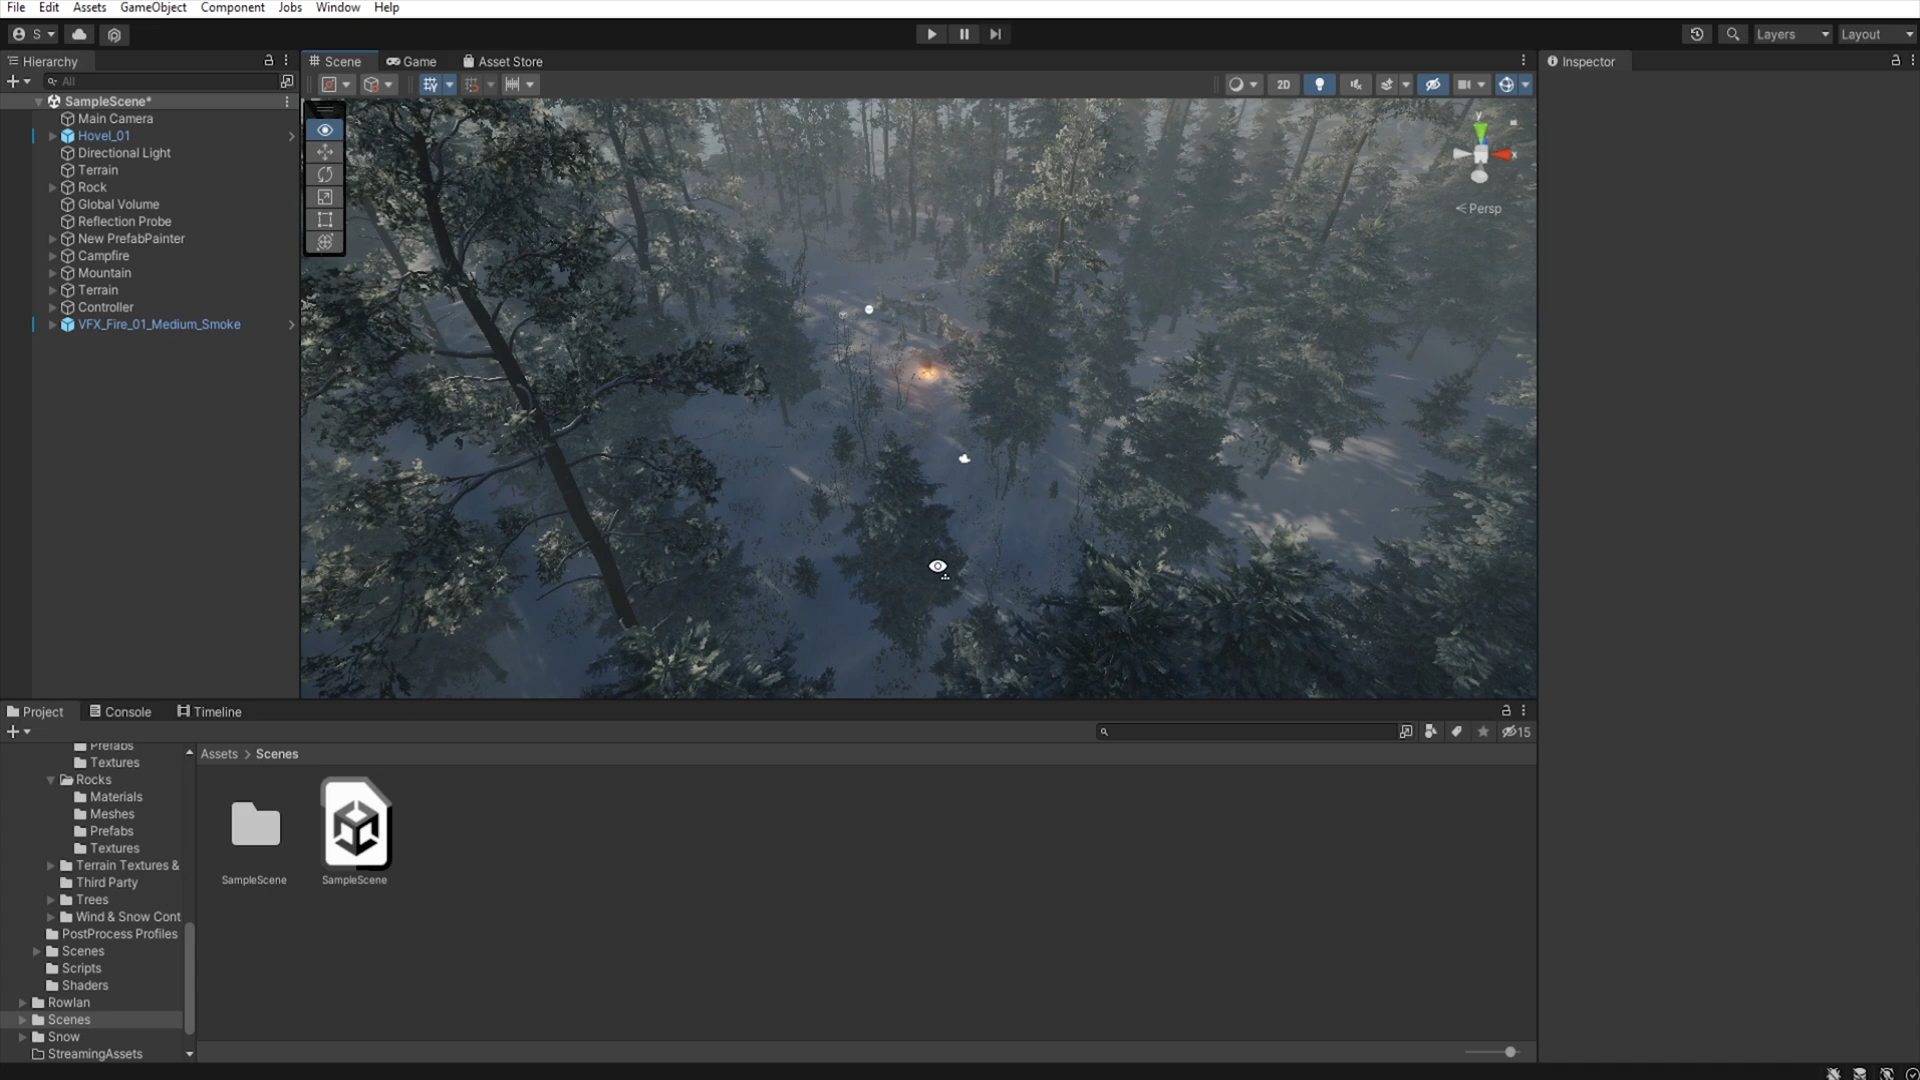 File Edit Assets GameObject Component Jobs Window Help
S Layers Layout
Hierarchy Scene Game Asset Store Inspector
All 2D
SampleScene*
Main Camera
Hovel_01
Directional Light
Terrain
Rock
Global Volume
Reflection Probe
New PrefabPainter
Campfire
Mountain
Terrain
Controller
VFX_Fire_01_Medium_Smoke
y
x
Persp
Project Console Timeline
15
Assets > Scenes
Prefabs
Textures
Rocks
Materials
Meshes
Prefabs
Textures
Terrain Textures &
Third Party
Trees
Wind & Snow Cont
PostProcess Profiles
Scenes
Scripts
Shaders
Rowlan
Scenes
Snow
StreamingAssets
SampleScene SampleScene